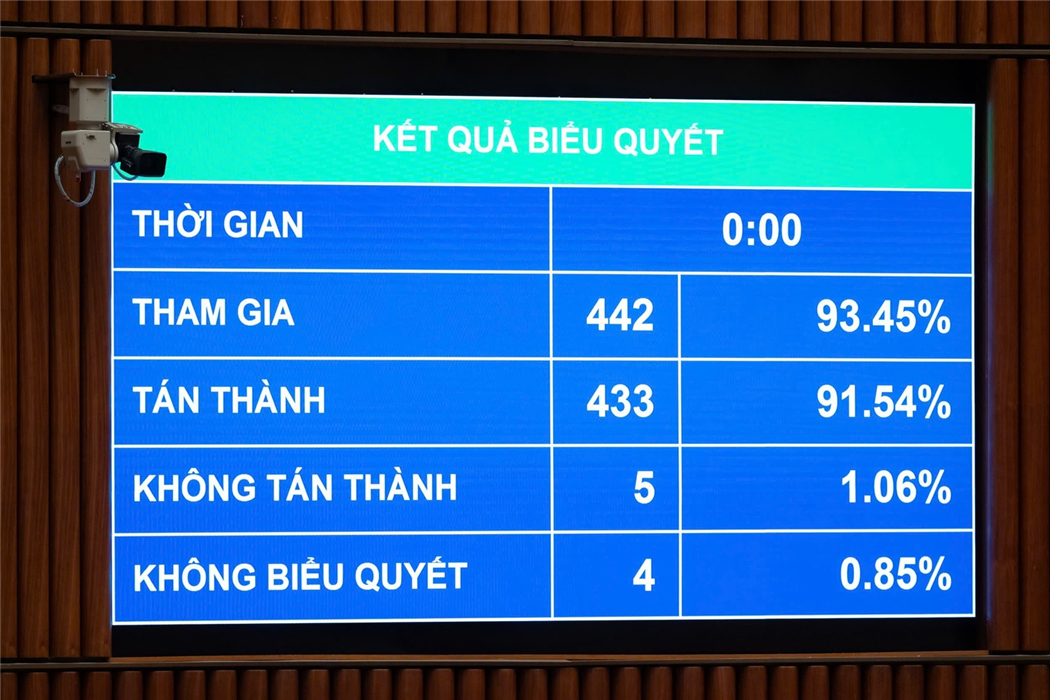 KẾT QUẢ BIỂU QUYẾT
THỜI GIAN 0:00
THAM GIA 442 93.45%
TÁN THÀNH 433 91.54%
KHÔNG TÁN THÀNH 5 1.06%
KHÔNG BIỂU QUYẾT 4 0.85%